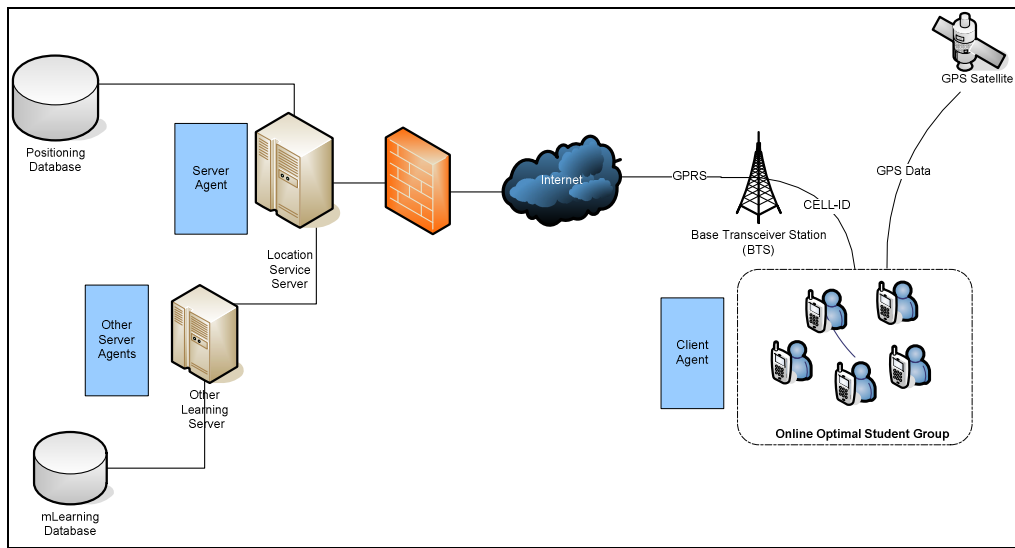 GPS Satellite
Positioning
Database
Server
Agent
Internet
GPRS
GPS Data
CELL-ID
Base Transceiver Station
(BTS)
Location
Service
Server
Other
Server
Agents
Client
Agent
Other
Learning
Server
Online Optimal Student Group
mLearning
Database